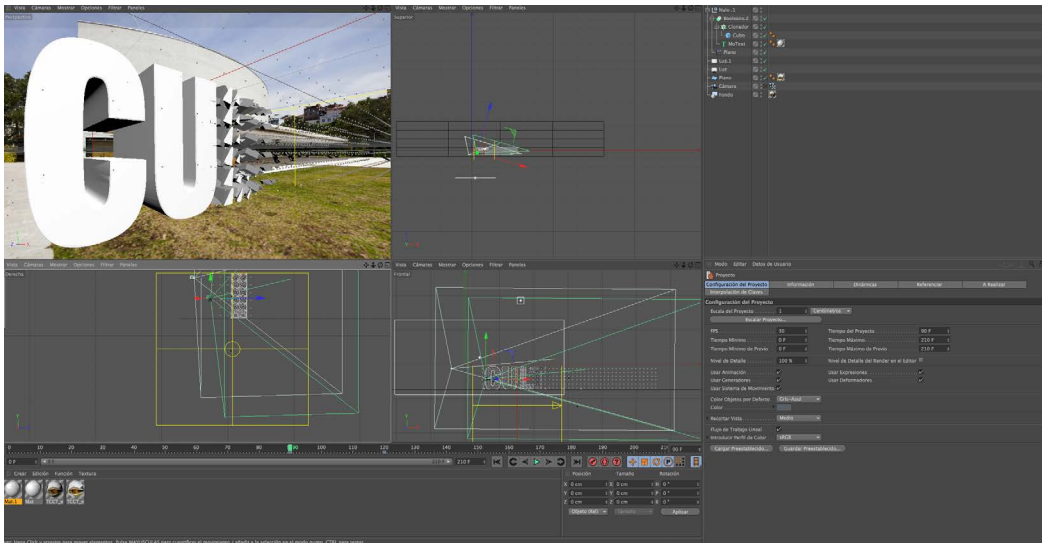 Vista Cámaras Mostrar Opciones Filtrar Paneles
Perspectiva
CU
Vista Cámaras Mostrar Opciones Filtrar Paneles
Superior
Nulo.1
Booleano.2
Clonador
Cubo
MoText
Plano
Luz.1
Luz
Plano
Cámara
Fondo
Vista Cámaras Mostrar Opciones Filtrar Paneles
Derecha
Vista Cámaras Mostrar Opciones Filtrar Paneles
Frontal
Modo Editar Datos de Usuario
Proyecto
Configuración del Proyecto Información Dinámicas Referenciar A Realizar
Interpolación de Claves
Configuración del Proyecto
Escala del Proyecto 1 Centímetros
Escalar Proyecto...
FPS 30 Tiempo del Proyecto 90 F
Tiempo Mínimo 0 F Tiempo Máximo 210 F
Tiempo Mínimo de Previo 0 F Tiempo Máximo de Previo 210 F
Nivel de Detalle 100 % Nivel de Detalle del Render en el Editor
Usar Animación Usar Expresiones
Usar Generadores Usar Deformadores
Usar Sistema de Movimiento
Color Objetos por Defecto Gris-Azul
Color
Recortar Vista Medio
Flujo de Trabajo Lineal
Introduce Perfil de Color sRGB
Cargar Preestablecido... Guardar Preestablecido...
0 10 20 30 40 50 60 70 80 90 100 110 120 130 140 150 160 170 180 190 200 90 F
0 F 210 F
Crear Edición Función Textura
Mat.1 Mat
Posición Tamaño Rotación
X 0 cm X 0 cm H 0°
Y 0 cm Y 0 cm P 0°
Z 0 cm Z 0 cm B 0°
Objeto (Rel) Tamaño Aplicar